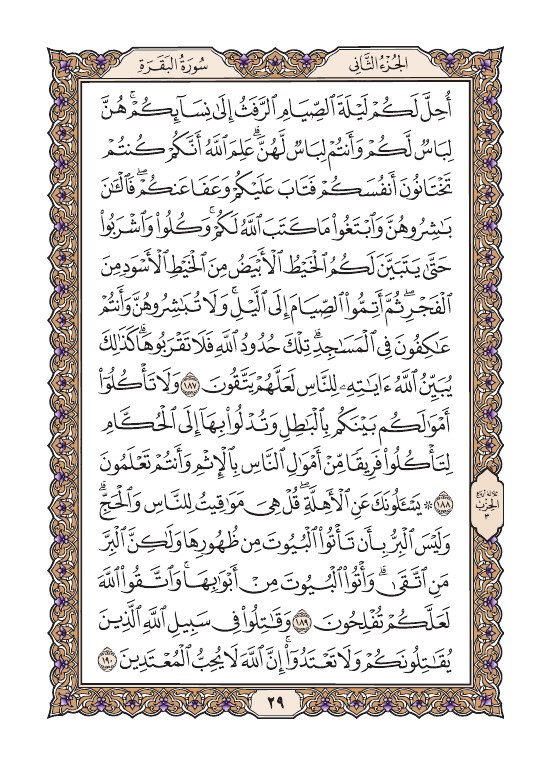 الجُزْءُ الثَّانِي
سُورَةُ البَقَرَةِ
أُحِلَّ لَكُمۡ لَيۡلَةَ ٱلصِّيَامِ ٱلرَّفَثُ إِلَىٰ نِسَآئِكُمۡۚ هُنَّ
لِبَاسٞ لَّكُمۡ وَأَنتُمۡ لِبَاسٞ لَّهُنَّۗ عَلِمَ ٱللَّهُ أَنَّكُمۡ كُنتُمۡ
تَخۡتَانُونَ أَنفُسَكُمۡ فَتَابَ عَلَيۡكُمۡ وَعَفَا عَنكُمۡۖ فَٱلۡـَٰٔنَ
بَٰشِرُوهُنَّ وَٱبۡتَغُواْ مَا كَتَبَ ٱللَّهُ لَكُمۡۚ وَكُلُواْ وَٱشۡرَبُواْ
حَتَّىٰ يَتَبَيَّنَ لَكُمُ ٱلۡخَيۡطُ ٱلۡأَبۡيَضُ مِنَ ٱلۡخَيۡطِ ٱلۡأَسۡوَدِ مِنَ
ٱلۡفَجۡرِۖ ثُمَّ أَتِمُّواْ ٱلصِّيَامَ إِلَى ٱلَّيۡلِۚ وَلَا تُبَٰشِرُوهُنَّ وَأَنتُمۡ
عَٰكِفُونَ فِي ٱلۡمَسَٰجِدِۗ تِلۡكَ حُدُودُ ٱللَّهِ فَلَا تَقۡرَبُوهَاۗ كَذَٰلِكَ
يُبَيِّنُ ٱللَّهُ ءَايَٰتِهِۦ لِلنَّاسِ لَعَلَّهُمۡ يَتَّقُونَ ١٨٧ وَلَا تَأۡكُلُوٓاْ
أَمۡوَٰلَكُم بَيۡنَكُم بِٱلۡبَٰطِلِ وَتُدۡلُواْ بِهَآ إِلَى ٱلۡحُكَّامِ
لِتَأۡكُلُواْ فَرِيقٗا مِّنۡ أَمۡوَٰلِ ٱلنَّاسِ بِٱلۡإِثۡمِ وَأَنتُمۡ تَعۡلَمُونَ
١٨٨ ۞ يَسۡـَٔلُونَكَ عَنِ ٱلۡأَهِلَّةِۖ قُلۡ هِيَ مَوَٰقِيتُ لِلنَّاسِ وَٱلۡحَجِّۗ
وَلَيۡسَ ٱلۡبِرُّ بِأَن تَأۡتُواْ ٱلۡبُيُوتَ مِن ظُهُورِهَا وَلَٰكِنَّ ٱلۡبِرَّ
مَنِ ٱتَّقَىٰۗ وَأۡتُواْ ٱلۡبُيُوتَ مِنۡ أَبۡوَٰبِهَاۚ وَٱتَّقُواْ ٱللَّهَ
لَعَلَّكُمۡ تُفۡلِحُونَ ١٨٩ وَقَٰتِلُواْ فِي سَبِيلِ ٱللَّهِ ٱلَّذِينَ
يُقَٰتِلُونَكُمۡ وَلَا تَعۡتَدُوٓاْۚ إِنَّ ٱللَّهَ لَا يُحِبُّ ٱلۡمُعۡتَدِينَ ١٩٠
الحِزْب
٣
٢٩